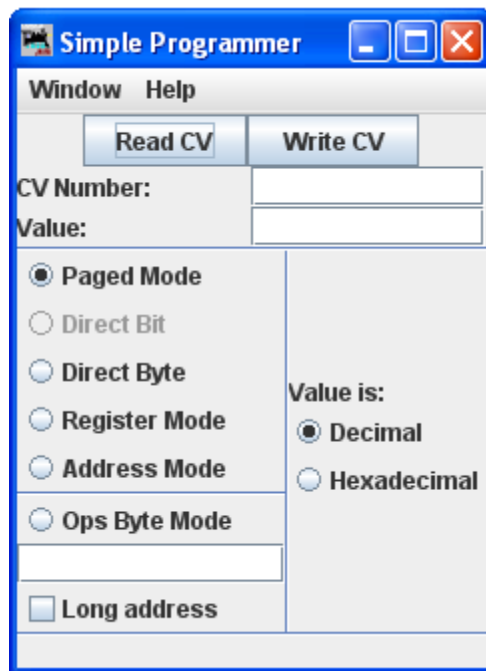 Simple Programmer
Window Help
Read CV Write CV
CV Number:
Value:
Paged Mode
Direct Bit
Direct Byte
Register Mode
Address Mode
Ops Byte Mode
Long address
Value is:
Decimal
Hexadecimal